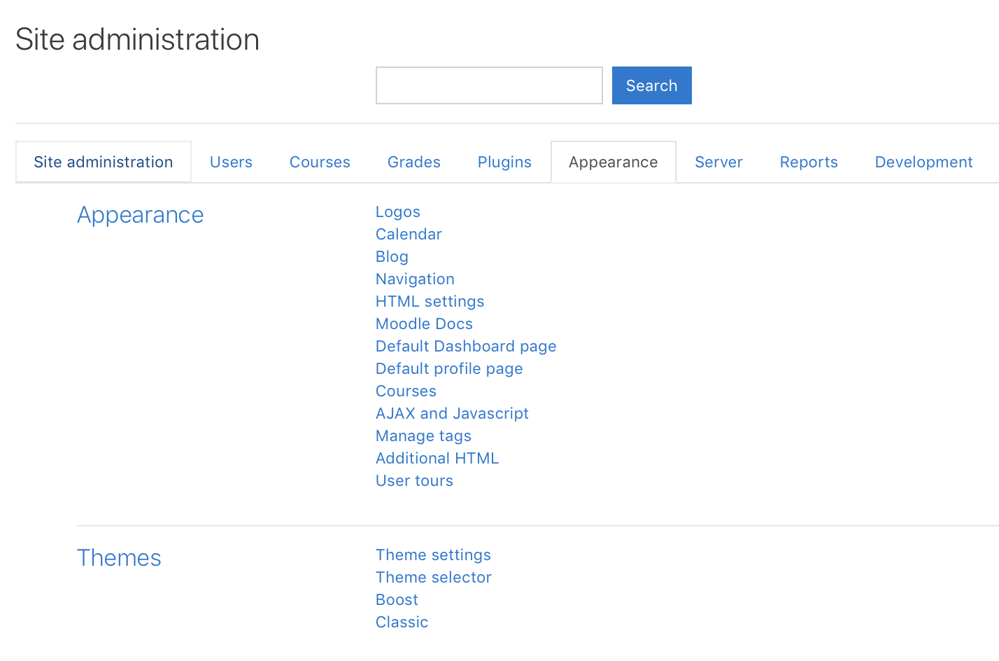 Site administration
Search
Site administration Users Courses Grades Plugins Appearance Server Reports Development
Appearance
Logos
Calendar
Blog
Navigation
HTML settings
Moodle Docs
Default Dashboard page
Default profile page
Courses
AJAX and Javascript
Manage tags
Additional HTML
User tours
Themes
Theme settings
Theme selector
Boost
Classic